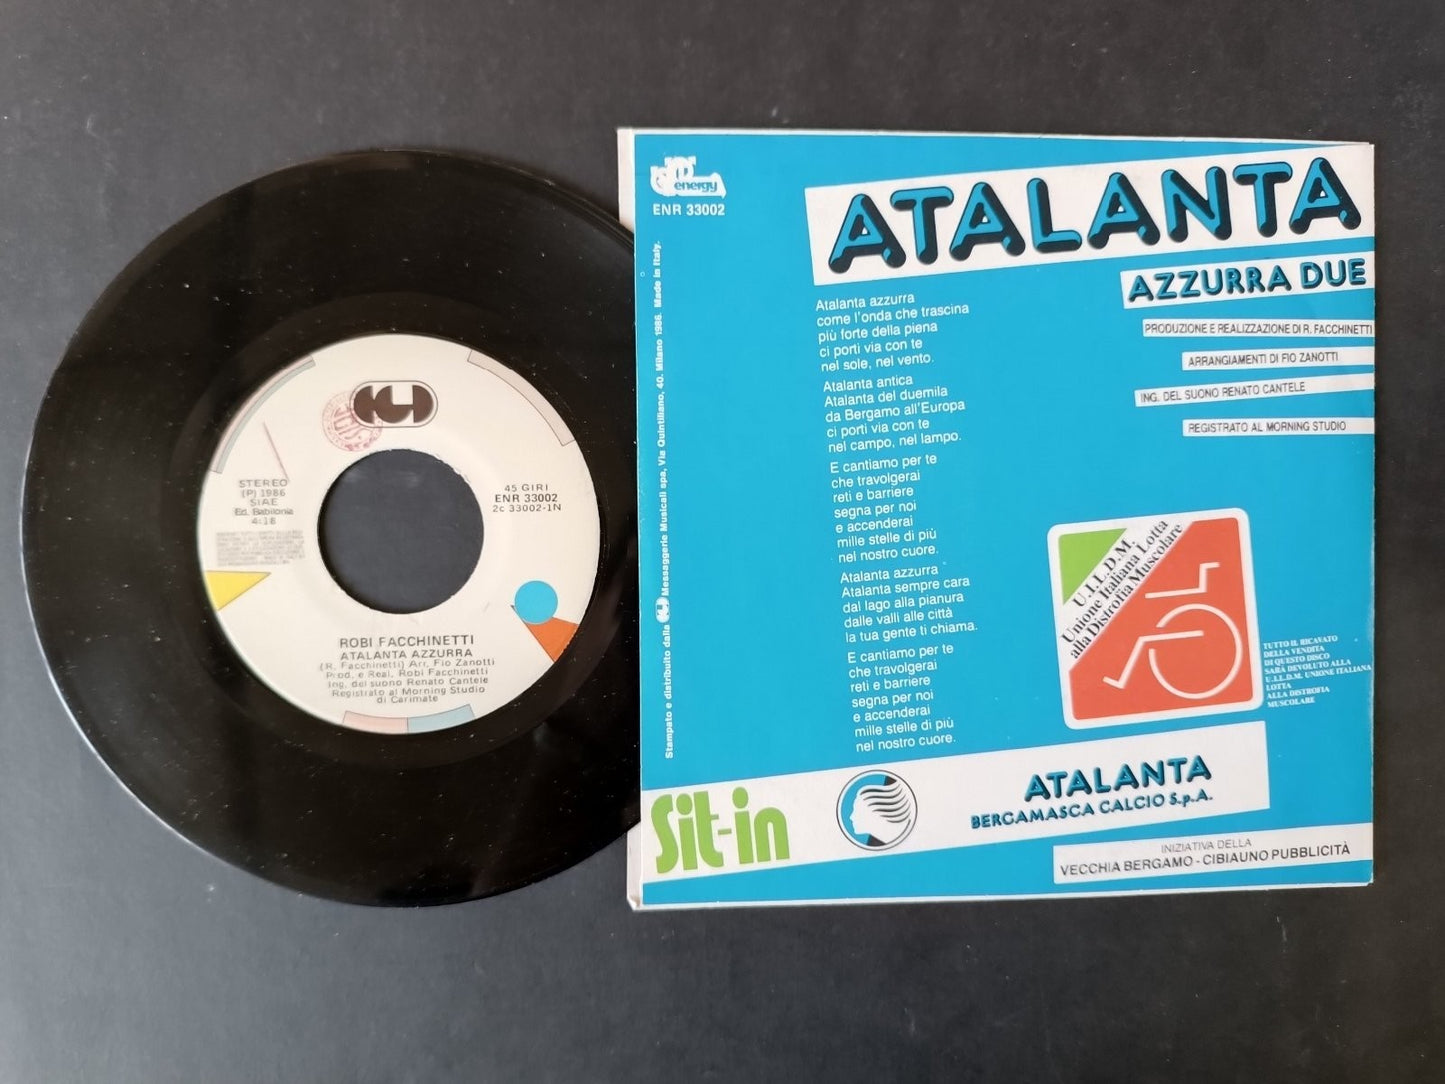 STEREO
(P) 1986
SIAE
Ed. Babilonia
4:18
45 GIRI
ENR 33002
2c 33002-1N
ROBI FACCHINETTI
ATALANTA AZZURRA
(R. Facchinetti) Arr. Fio Zanotti
Prod. e Real. Robi Facchinetti
Ing. del suono Renato Cantele
Registrato al Morning Studio
di Carimate
energy
ENR 33002
Stampato e distribuito dalla CGD Messaggerie Musicali spa, Via Quintiliano, 40. Milano 1986. Made in Italy.
ATALANTA
AZZURRA DUE
PRODUZIONE E REALIZZAZIONE DI R. FACCHINETTI
ARRANGIAMENTI DI FIO ZANOTTI
ING. DEL SUONO RENATO CANTELE
REGISTRATO AL MORNING STUDIO
Atalanta azzurra
come l'onda che trascina
più forte della piena
ci porti via con te
nel sole, nel vento.
Atalanta antica
Atalanta del duemila
da Bergamo all'Europa
ci porti via con te
nel campo, nel lampo.
E cantiamo per te
che travolgerai
reti e barriere
segna per noi
e accenderai
mille stelle di più
nel nostro cuore.
Atalanta azzurra
Atalanta sempre cara
dal lago alla pianura
dalle valli alle città
la tua gente ti chiama.
E cantiamo per te
che travolgerai
reti e barriere
segna per noi
e accenderai
mille stelle di più
nel nostro cuore.
U.I.L.D.M.
Unione Italiana Lotta
alla Distrofia Muscolare
TUTTO IL RICAVATO
DELLA VENDITA
DI QUESTO DISCO
SARÀ DEVOLUTO ALLA
U.I.L.D.M. UNIONE ITALIANA
LOTTA
ALLA DISTROFIA
MUSCOLARE
Sit-in
ATALANTA
BERGAMASCA CALCIO S.p.A.
INIZIATIVA DELLA
VECCHIA BERGAMO - CIBIAUNO PUBBLICITÀ